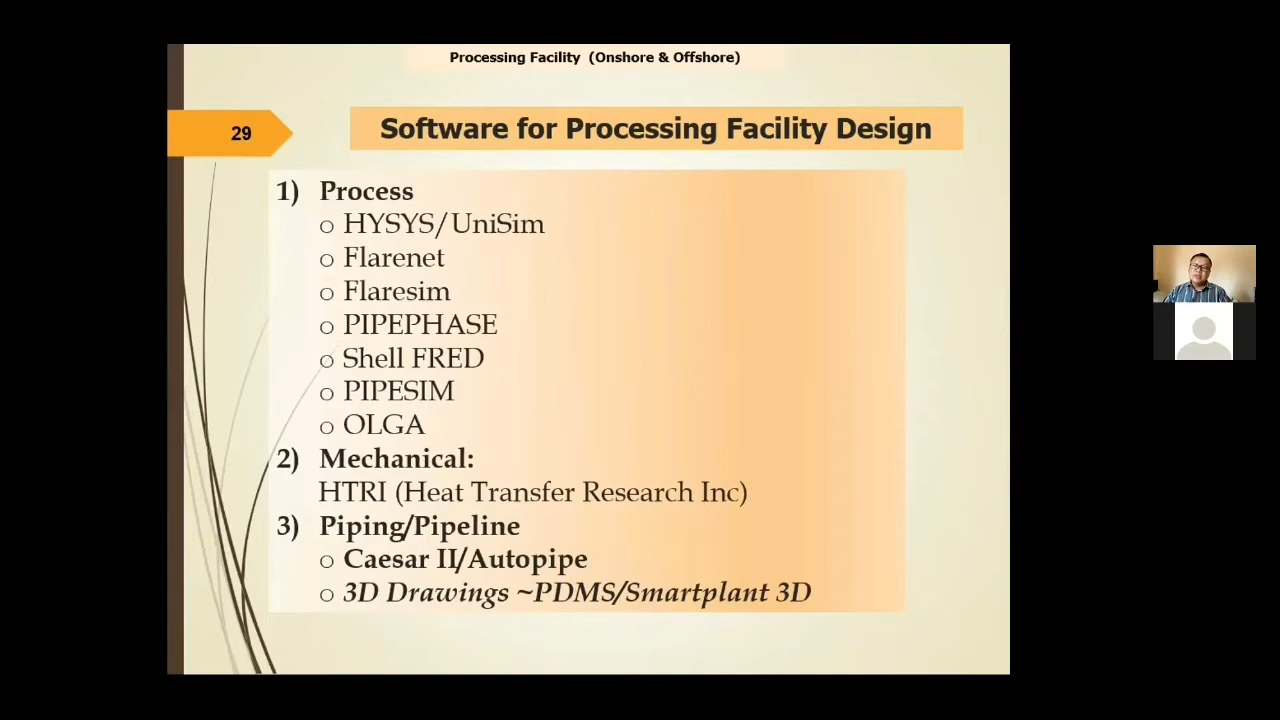 Processing Facility (Onshore & Offshore)
29
Software for Processing Facility Design
1) Process
o HYSYS/UniSim
o Flarenet
o Flaresim
o PIPEPHASE
o Shell FRED
o PIPESIM
o OLGA
2) Mechanical:
HTRI (Heat Transfer Research Inc)
3) Piping/Pipeline
o Caesar II/Autopipe
o 3D Drawings ~PDMS/Smartplant 3D